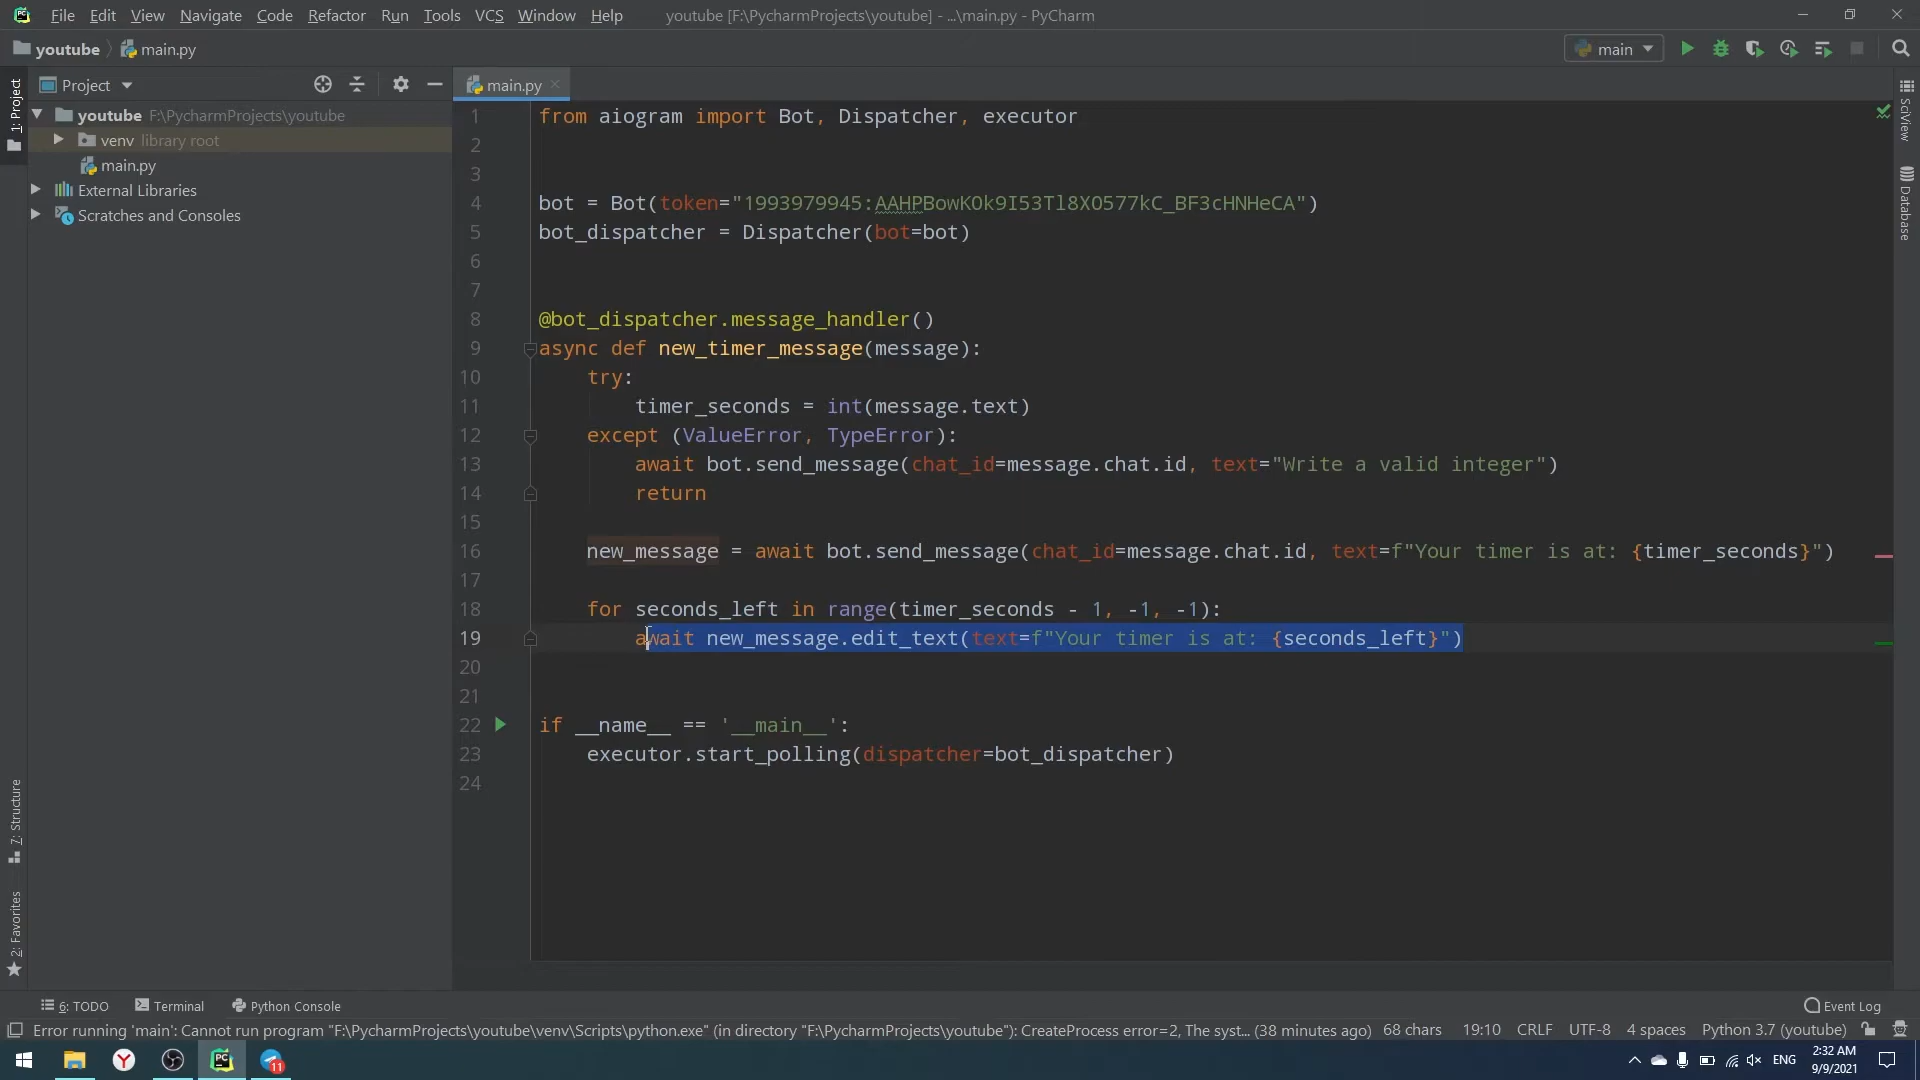 File Edit View Navigate Code Refactor Run Tools VCS Window Help youtube [F:\PycharmProjects\youtube] - ...\main.py - PyCharm
youtube main.py main
Project main.py
1: Project
SciView
Database
youtube F:\PycharmProjects\youtube
venv library root
main.py
External Libraries
Scratches and Consoles
1 from aiogram import Bot, Dispatcher, executor
2
3
4 bot = Bot(token="1993979945:AAHPBowKOk9I53Tl8XO577kC_BF3cHNHeCA")
5 bot_dispatcher = Dispatcher(bot=bot)
6
7
8 @bot_dispatcher.message_handler()
9 async def new_timer_message(message):
10 try:
11 timer_seconds = int(message.text)
12 except (ValueError, TypeError):
13 await bot.send_message(chat_id=message.chat.id, text="Write a valid integer")
14 return
15
16 new_message = await bot.send_message(chat_id=message.chat.id, text=f"Your timer is at: {timer_seconds}")
17
18 for seconds_left in range(timer_seconds - 1, -1, -1):
19 await new_message.edit_text(text=f"Your timer is at: {seconds_left}")
20
21
22 if __name__ == '__main__':
23 executor.start_polling(dispatcher=bot_dispatcher)
24
7: Structure
2: Favorites
6: TODO Terminal Python Console Event Log
Error running 'main': Cannot run program "F:\PycharmProjects\youtube\venv\Scripts\python.exe" (in directory "F:\PycharmProjects\youtube"): CreateProcess error=2, The syst... (38 minutes ago) 68 chars 19:10 CRLF UTF-8 4 spaces Python 3.7 (youtube)
PC 11 ENG 2:32 AM
9/9/2021